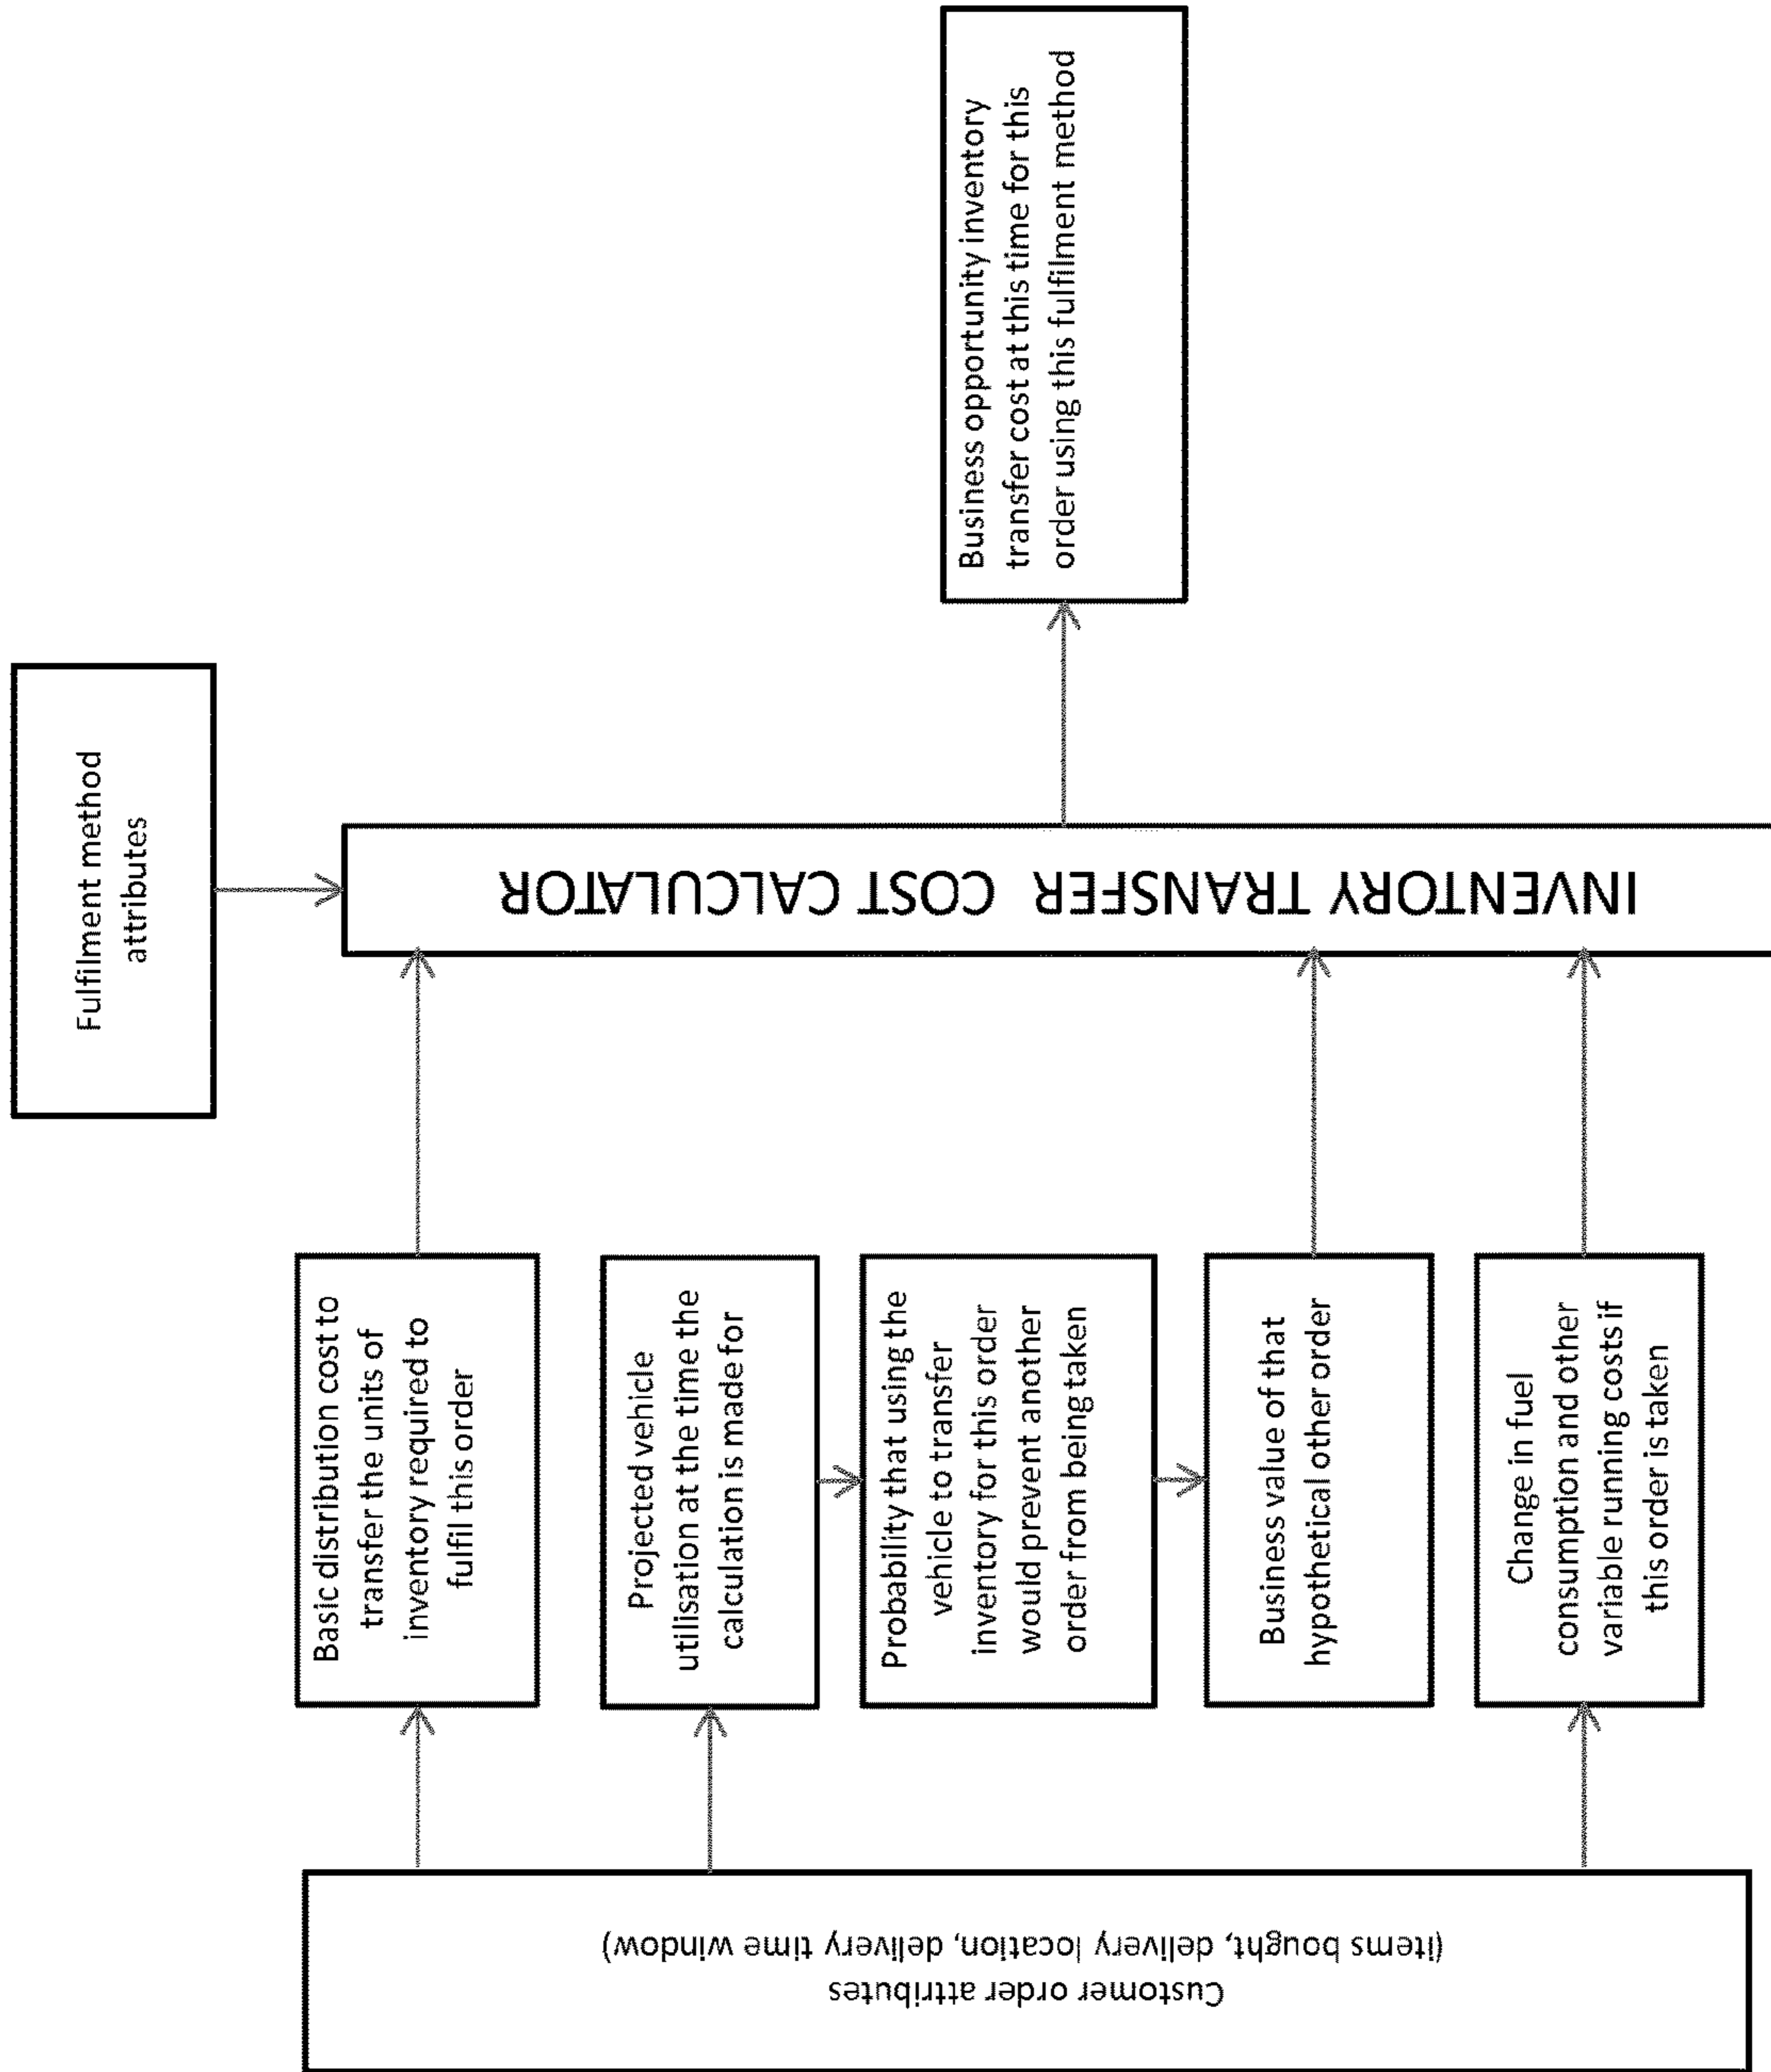 Fulfilment method
attributes
Customer order attributes
(items bought, delivery location, delivery time window)
Basic distribution cost to
transfer the units of
inventory required to
fulfil this order
Projected vehicle
utilisation at the time the
calculation is made for
Probability that using the
vehicle to transfer
inventory for this order
would prevent another
order from being taken
Business value of that
hypothetical other order
Change in fuel
consumption and other
variable running costs if
this order is taken
INVENTORY TRANSFER COST CALCULATOR
Business opportunity inventory
transfer cost at this time for this
order using this fulfilment method